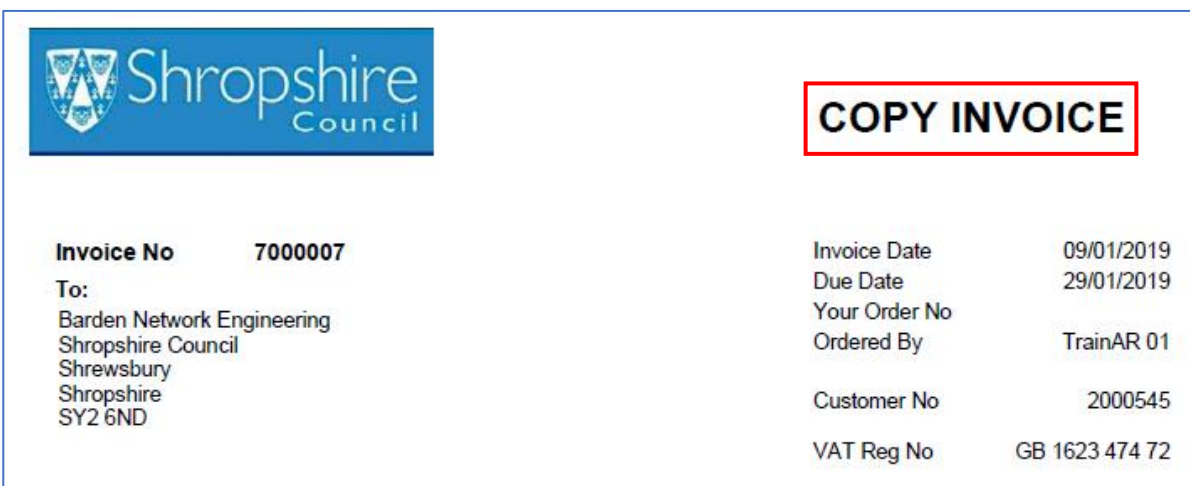 Shropshire
Council
COPY INVOICE
Invoice No 7000007
To:
Barden Network Engineering
Shropshire Council
Shrewsbury
Shropshire
SY2 6ND
Invoice Date 09/01/2019
Due Date 29/01/2019
Your Order No
Ordered By TrainAR 01
Customer No 2000545
VAT Reg No GB 1623 474 72